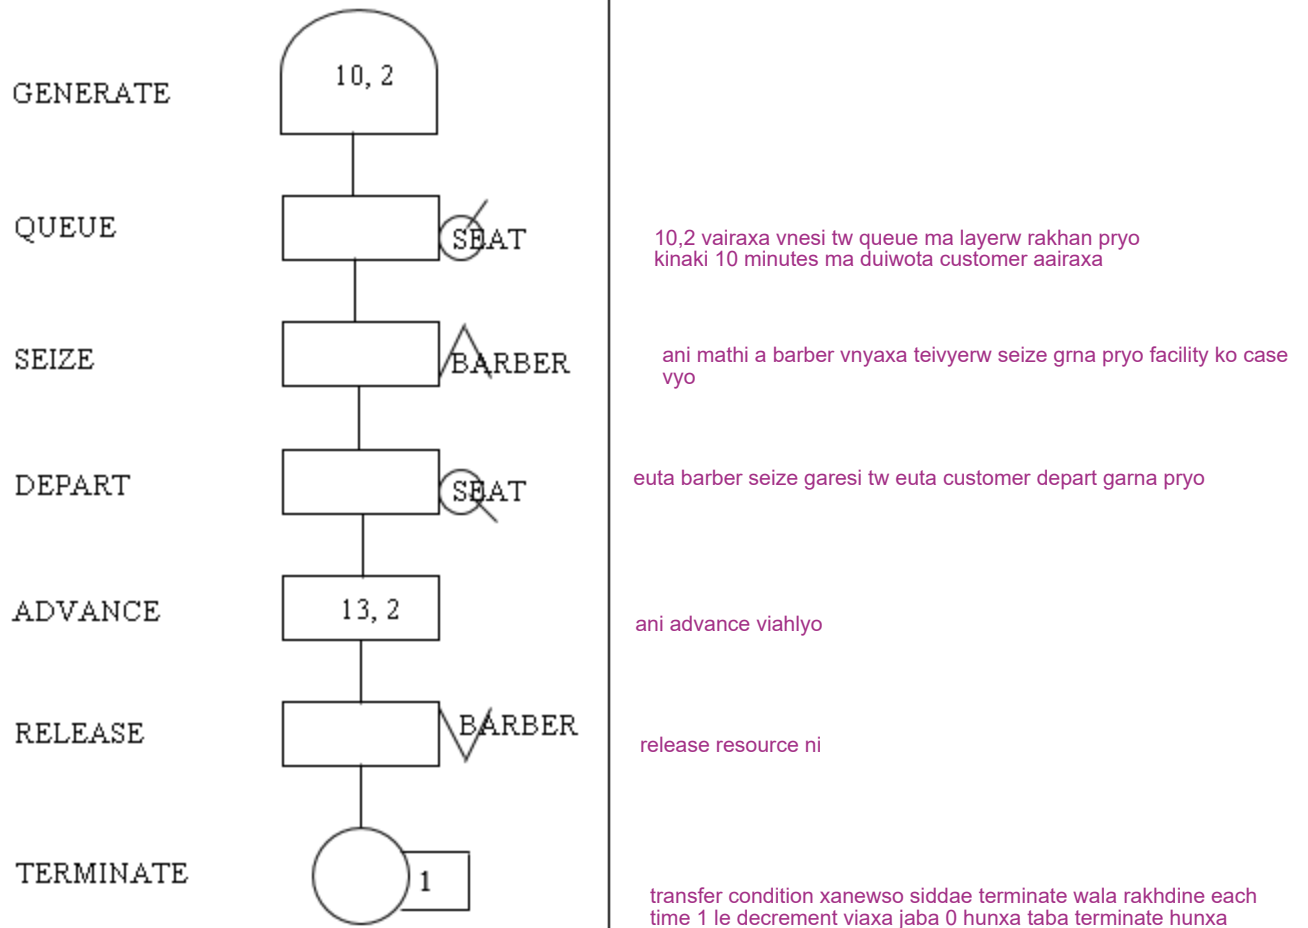 GENERATE
10, 2
QUEUE
SEAT
10,2 vairaxa vnesi tw queue ma layerw rakhan pryo
kinaki 10 minutes ma duiwota customer aairaxa
SEIZE
BARBER
ani mathi a barber vnyaxa teivyerw seize grna pryo facility ko case
vyo
DEPART
SEAT
euta barber seize garesi tw euta customer depart garna pryo
ADVANCE
13, 2
ani advance viahlyo
RELEASE
BARBER
release resource ni
TERMINATE
1
transfer condition xanewso siddae terminate wala rakhdine each
time 1 le decrement viaxa jaba 0 hunxa taba terminate hunxa